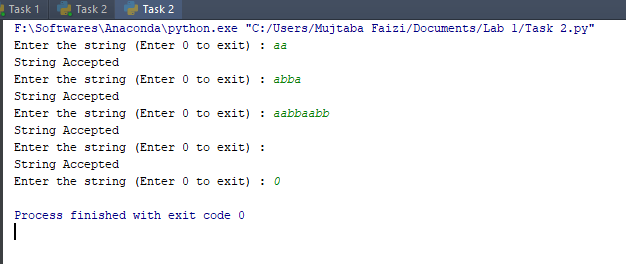 Task 1 Task 2 Task 2
F:\Softwares\Anaconda\python.exe "C:/Users/Mujtaba Faizi/Documents/Lab 1/Task 2.py"
Enter the string (Enter 0 to exit) : aa
String Accepted
Enter the string (Enter 0 to exit) : abba
String Accepted
Enter the string (Enter 0 to exit) : aabbaabb
String Accepted
Enter the string (Enter 0 to exit) :
String Accepted
Enter the string (Enter 0 to exit) : 0
Process finished with exit code 0